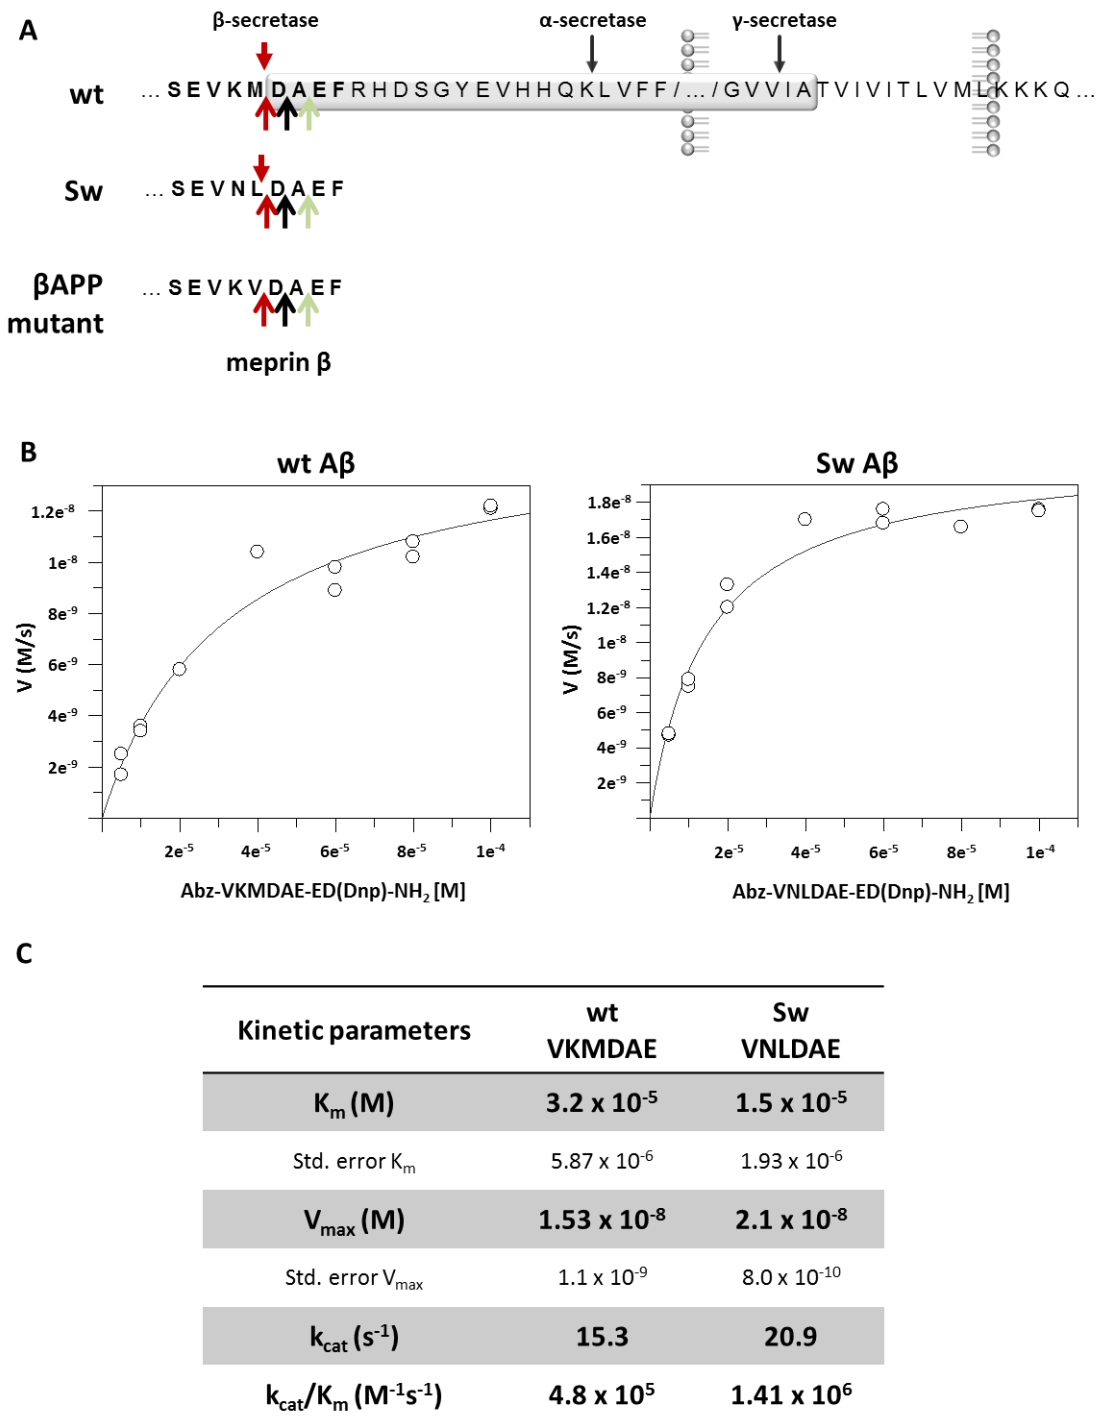 A
β-secretase α-secretase γ-secretase
wt ... S E V K M D A E F R H D S G Y E V H H Q K L V F F / ... / G V V I A T V I V I T L V M L K K K Q ...
Sw ... S E V N L D A E F
βAPP
mutant
... S E V K V D A E F
meprin β
B
wt Aβ Sw Aβ
1.2e-8
1e-8
8e-9
6e-9
4e-9
2e-9
V (M/s)
2e-5 4e-5 6e-5 8e-5 1e-4
Abz-VKMDAE-ED(Dnp)-NH2 [M]
1.8e-8
1.6e-8
1.4e-8
1.2e-8
1e-8
8e-9
6e-9
4e-9
2e-9
V (M/s)
2e-5 4e-5 6e-5 8e-5 1e-4
Abz-VNLDAE-ED(Dnp)-NH2 [M]
C
Kinetic parameters wt VKMDAE Sw VNLDAE
Km (M) 3.2 x 10-5 1.5 x 10-5
Std. error Km 5.87 x 10-6 1.93 x 10-6
Vmax (M) 1.53 x 10-8 2.1 x 10-8
Std. error Vmax 1.1 x 10-9 8.0 x 10-10
kcat (s-1) 15.3 20.9
kcat/Km (M-1s-1) 4.8 x 105 1.41 x 106